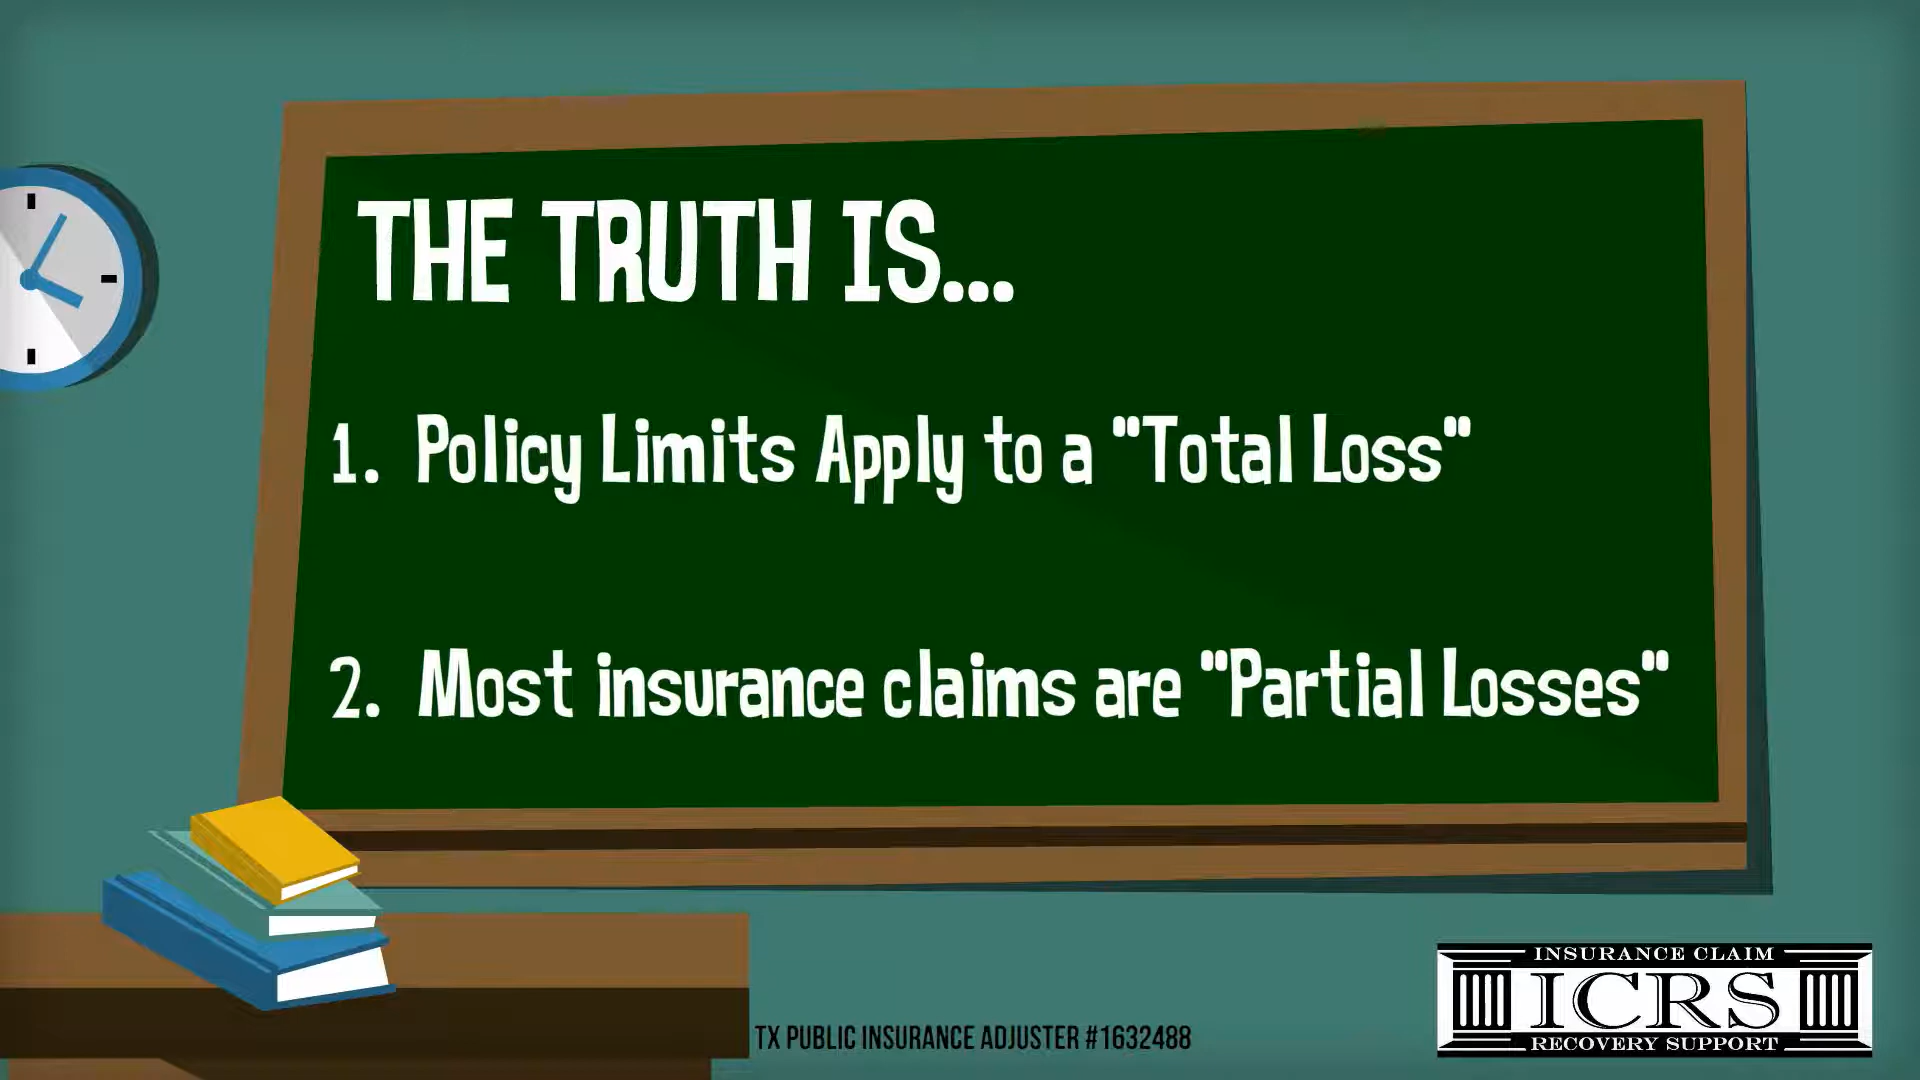 THE TRUTH IS...
1. Policy Limits Apply to a "Total Loss"
2. Most insurance claims are "Partial Losses"
TX PUBLIC INSURANCE ADJUSTER #1632488
INSURANCE CLAIM
ICRS
RECOVERY SUPPORT